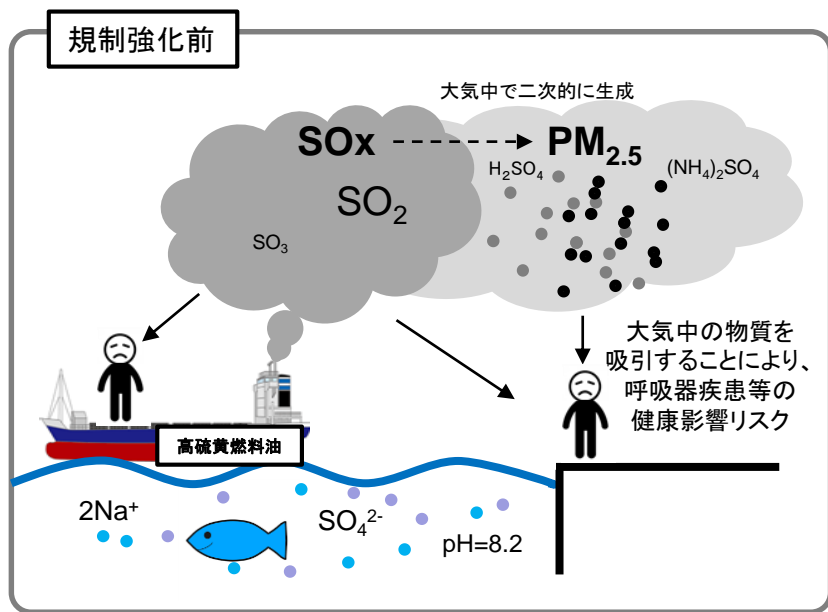 規制強化前
大気中で二次的に生成
SOx
PM₂.₅
H₂SO₄
(NH₄)₂SO₄
SO₂
SO₃
大気中の物質を
吸引することにより、
呼吸器疾患等の
健康影響リスク
高硫黄燃料油
2Na⁺
SO₄²⁻
pH=8.2